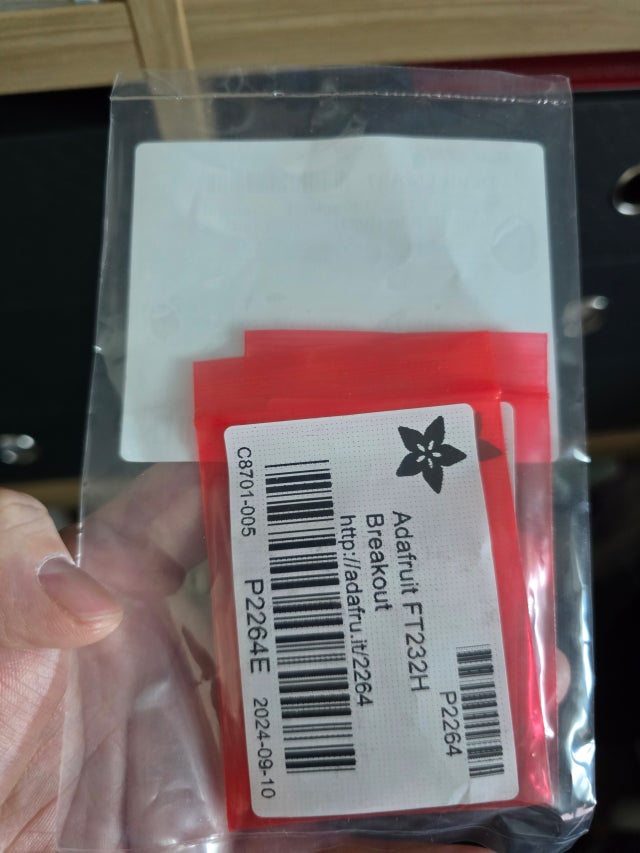 Adafruit FT232H
Breakout
http://adafru.it/2264
P2264
C8701-005
P2264E
2024-09-10